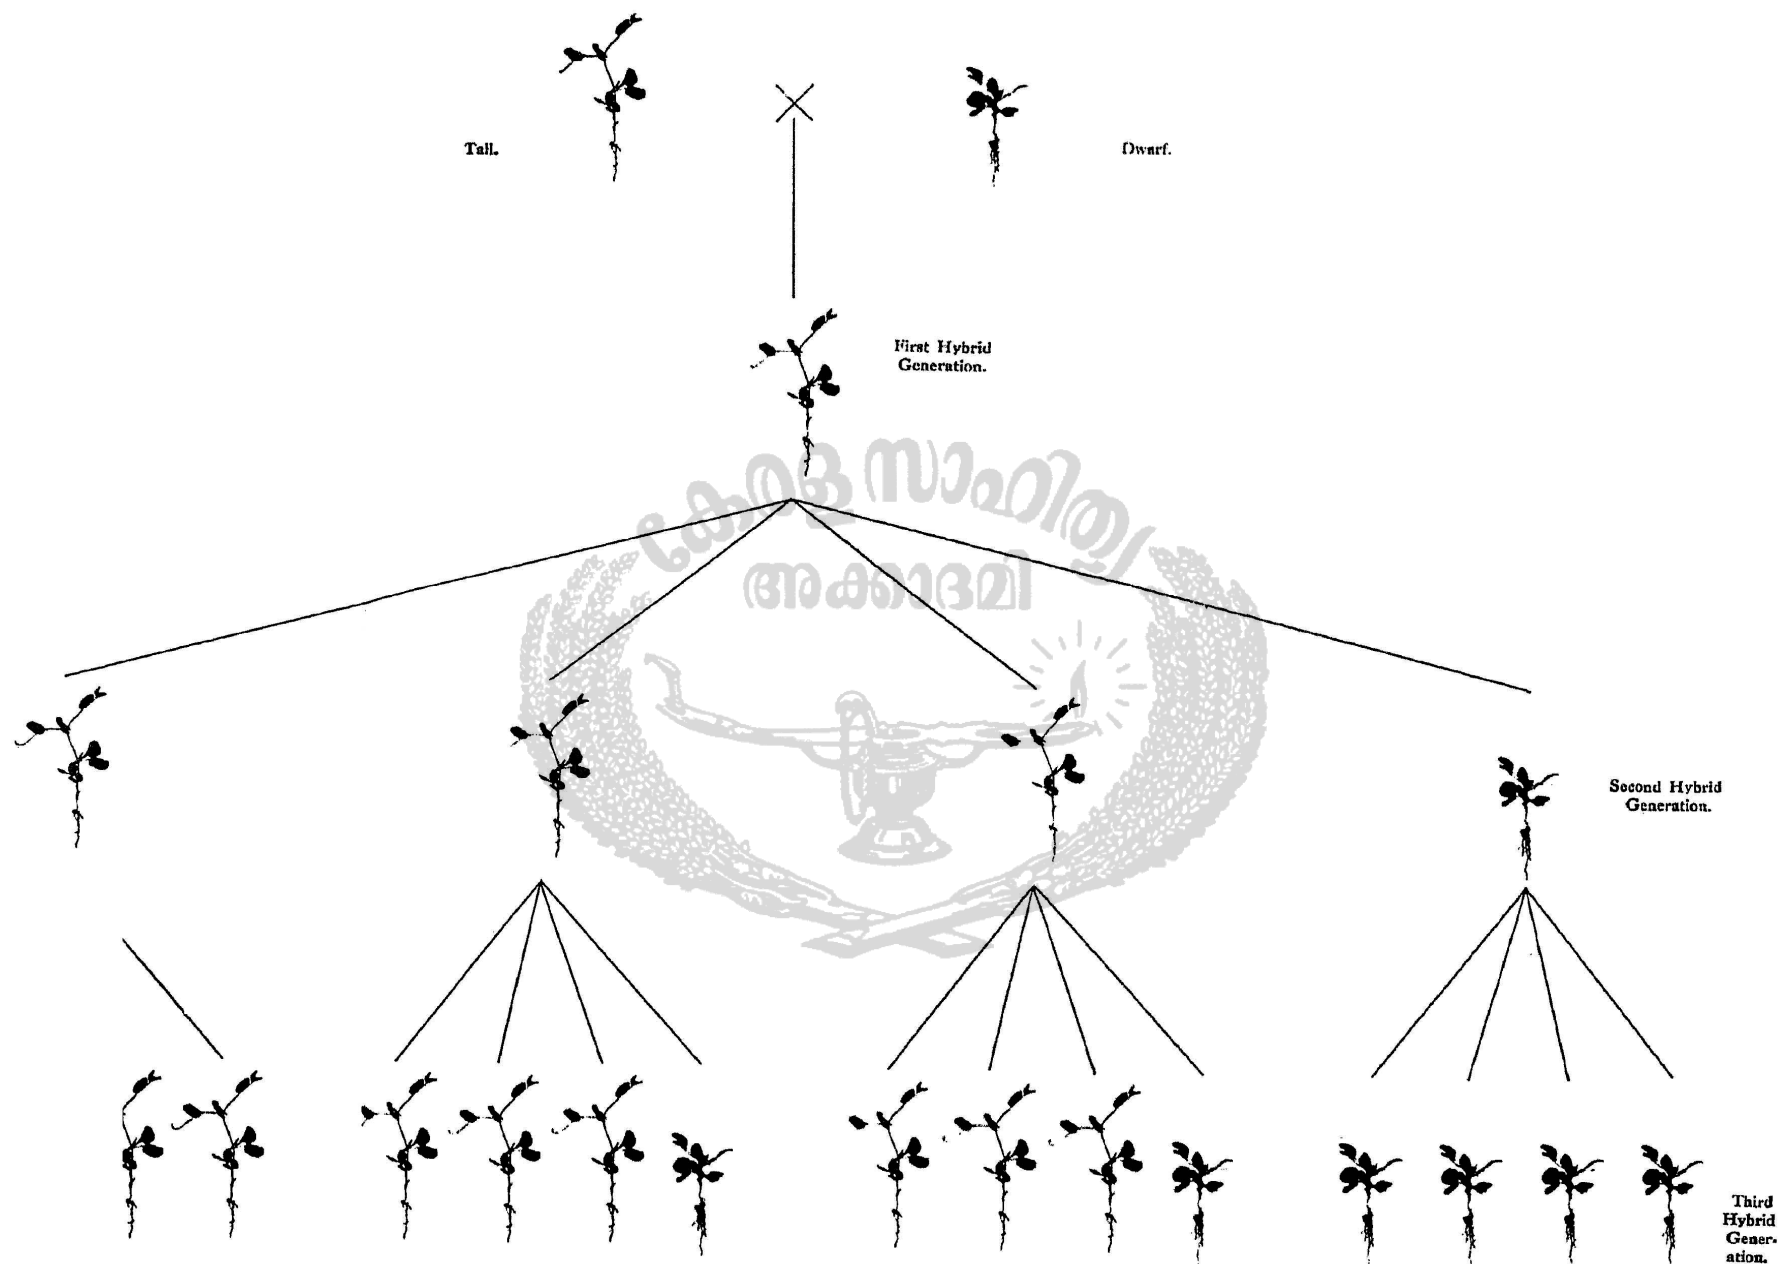 Tall.
Dwarf.
First Hybrid
Generation.
കേരള സാഹിത്യ
അക്കാദമി
Second Hybrid
Generation.
Third
Hybrid
Gener-
ation.